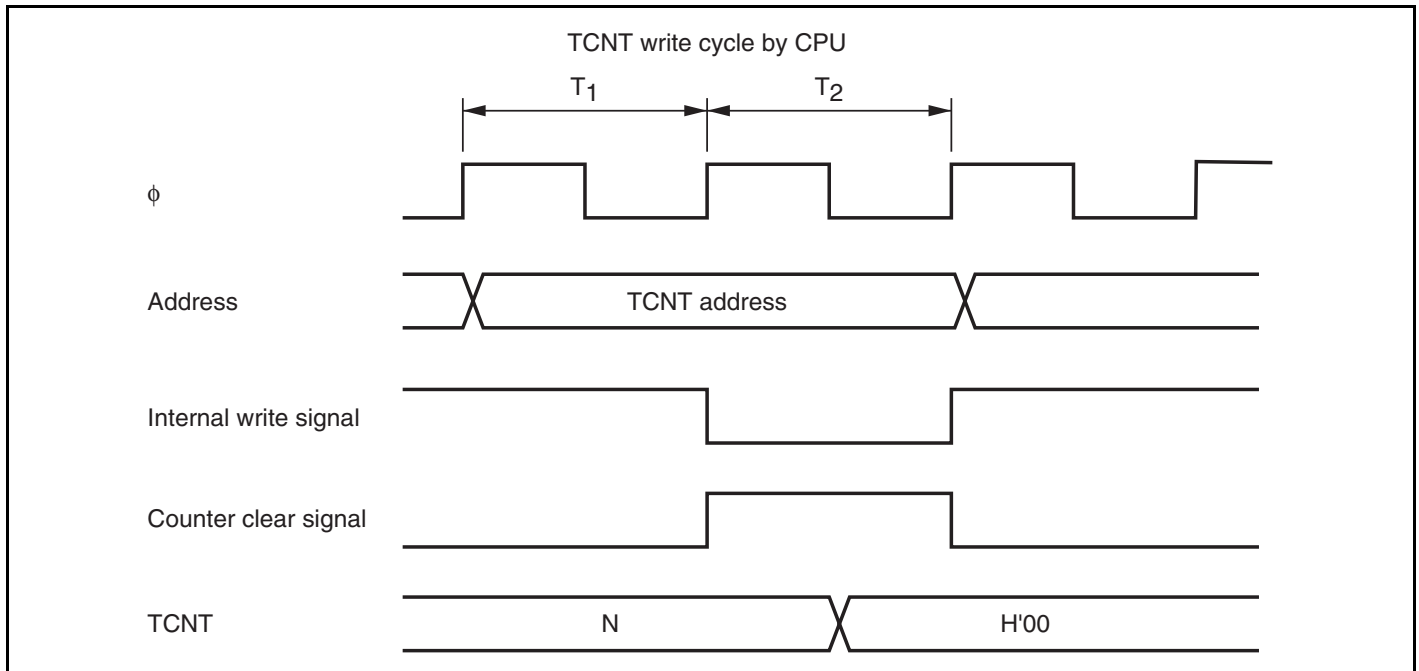 TCNT write cycle by CPU
T1 T2
ϕ
Address TCNT address
Internal write signal
Counter clear signal
TCNT N H'00